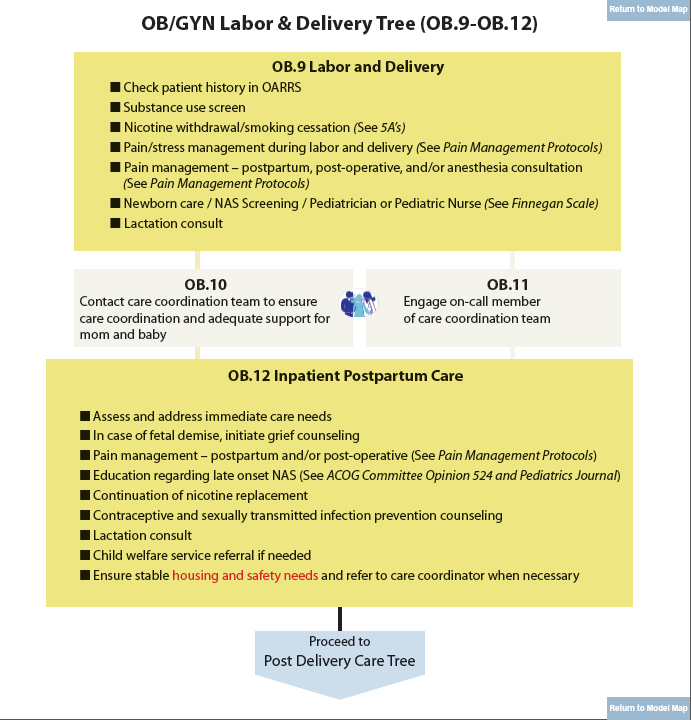 Return to Model Map
OB/GYN Labor & Delivery Tree (OB.9-OB.12)
OB.9 Labor and Delivery
■ Check patient history in OARRS
■ Substance use screen
■ Nicotine withdrawal/smoking cessation (See 5A's)
■ Pain/stress management during labor and delivery (See Pain Management Protocols)
■ Pain management – postpartum, post-operative, and/or anesthesia consultation
(See Pain Management Protocols)
■ Newborn care / NAS Screening / Pediatrician or Pediatric Nurse (See Finnegan Scale)
■ Lactation consult
OB.10
Contact care coordination team to ensure
care coordination and adequate support for
mom and baby
OB.11
Engage on-call member
of care coordination team
OB.12 Inpatient Postpartum Care
■ Assess and address immediate care needs
■ In case of fetal demise, initiate grief counseling
■ Pain management – postpartum and/or post-operative (See Pain Management Protocols)
■ Education regarding late onset NAS (See ACOG Committee Opinion 524 and Pediatrics Journal)
■ Continuation of nicotine replacement
■ Contraceptive and sexually transmitted infection prevention counseling
■ Lactation consult
■ Child welfare service referral if needed
■ Ensure stable housing and safety needs and refer to care coordinator when necessary
Proceed to
Post Delivery Care Tree
Return to Model Map